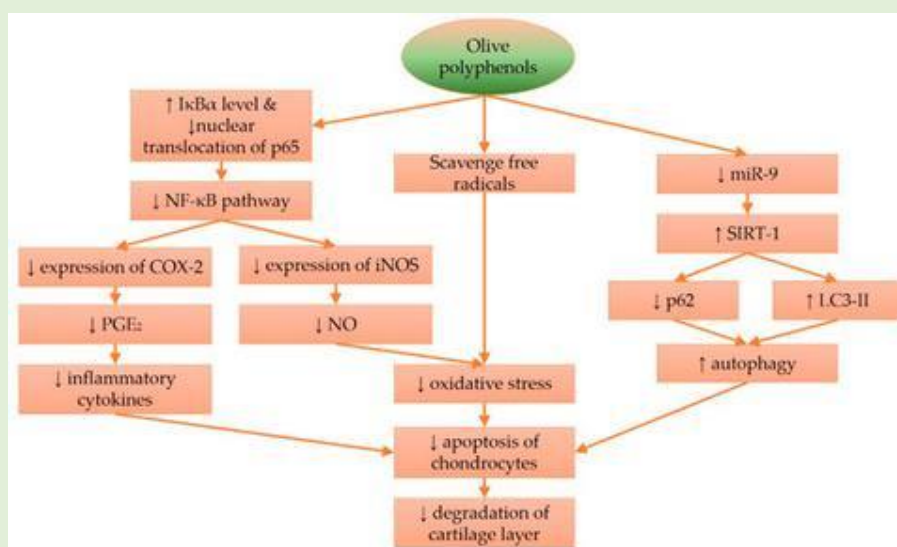 Olive
polyphenols
↑ IκBα level &
↓nuclear
translocation of p65
Scavenge free
radicals
↓ miR-9
↓ NF-κB pathway
↑ SIRT-1
↓ expression of COX-2
↓ expression of iNOS
↓ p62
↑ LC3-II
↓ PGE₂
↓ NO
↑ autophagy
↓ inflammatory
cytokines
↓ oxidative stress
↓ apoptosis of
chondrocytes
↓ degradation of
cartilage layer